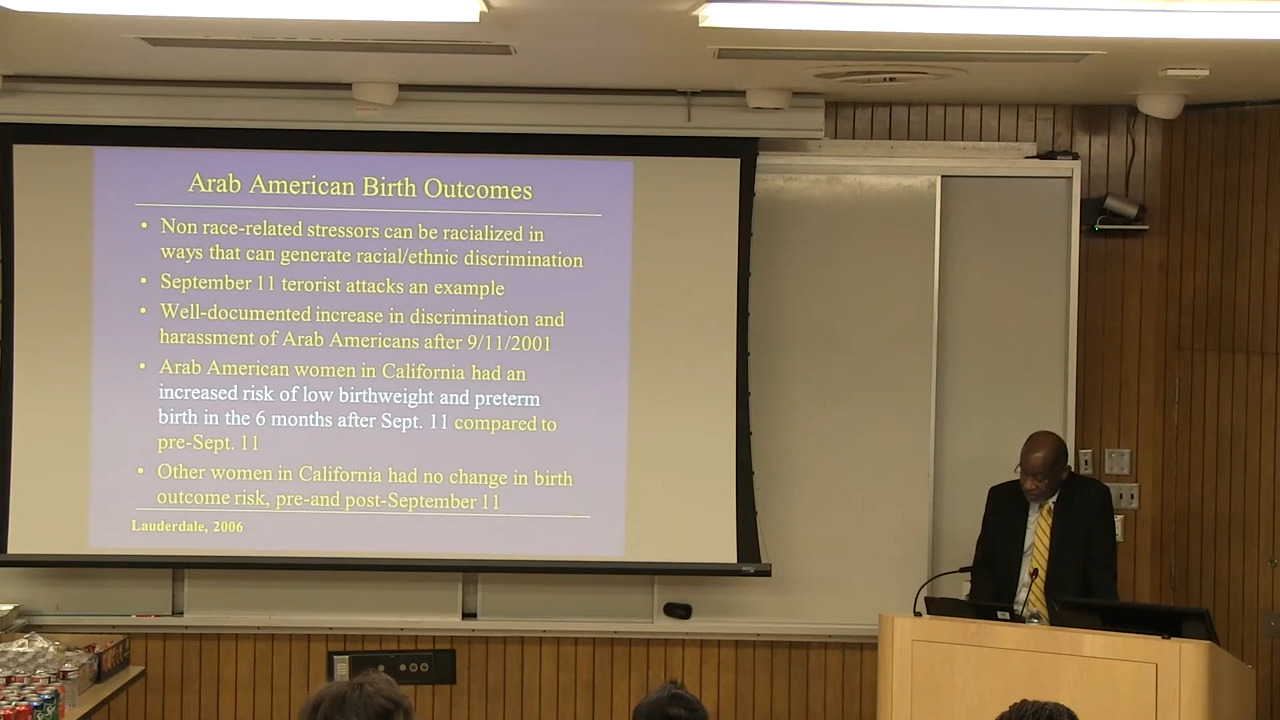 Arab American Birth Outcomes
• Non race-related stressors can be racialized in
ways that can generate racial/ethnic discrimination
• September 11 terorist attacks an example
• Well-documented increase in discrimination and
harassment of Arab Americans after 9/11/2001
• Arab American women in California had an
increased risk of low birthweight and preterm
birth in the 6 months after Sept. 11 compared to
pre-Sept. 11
• Other women in California had no change in birth
outcome risk, pre-and post-September 11
Lauderdale, 2006